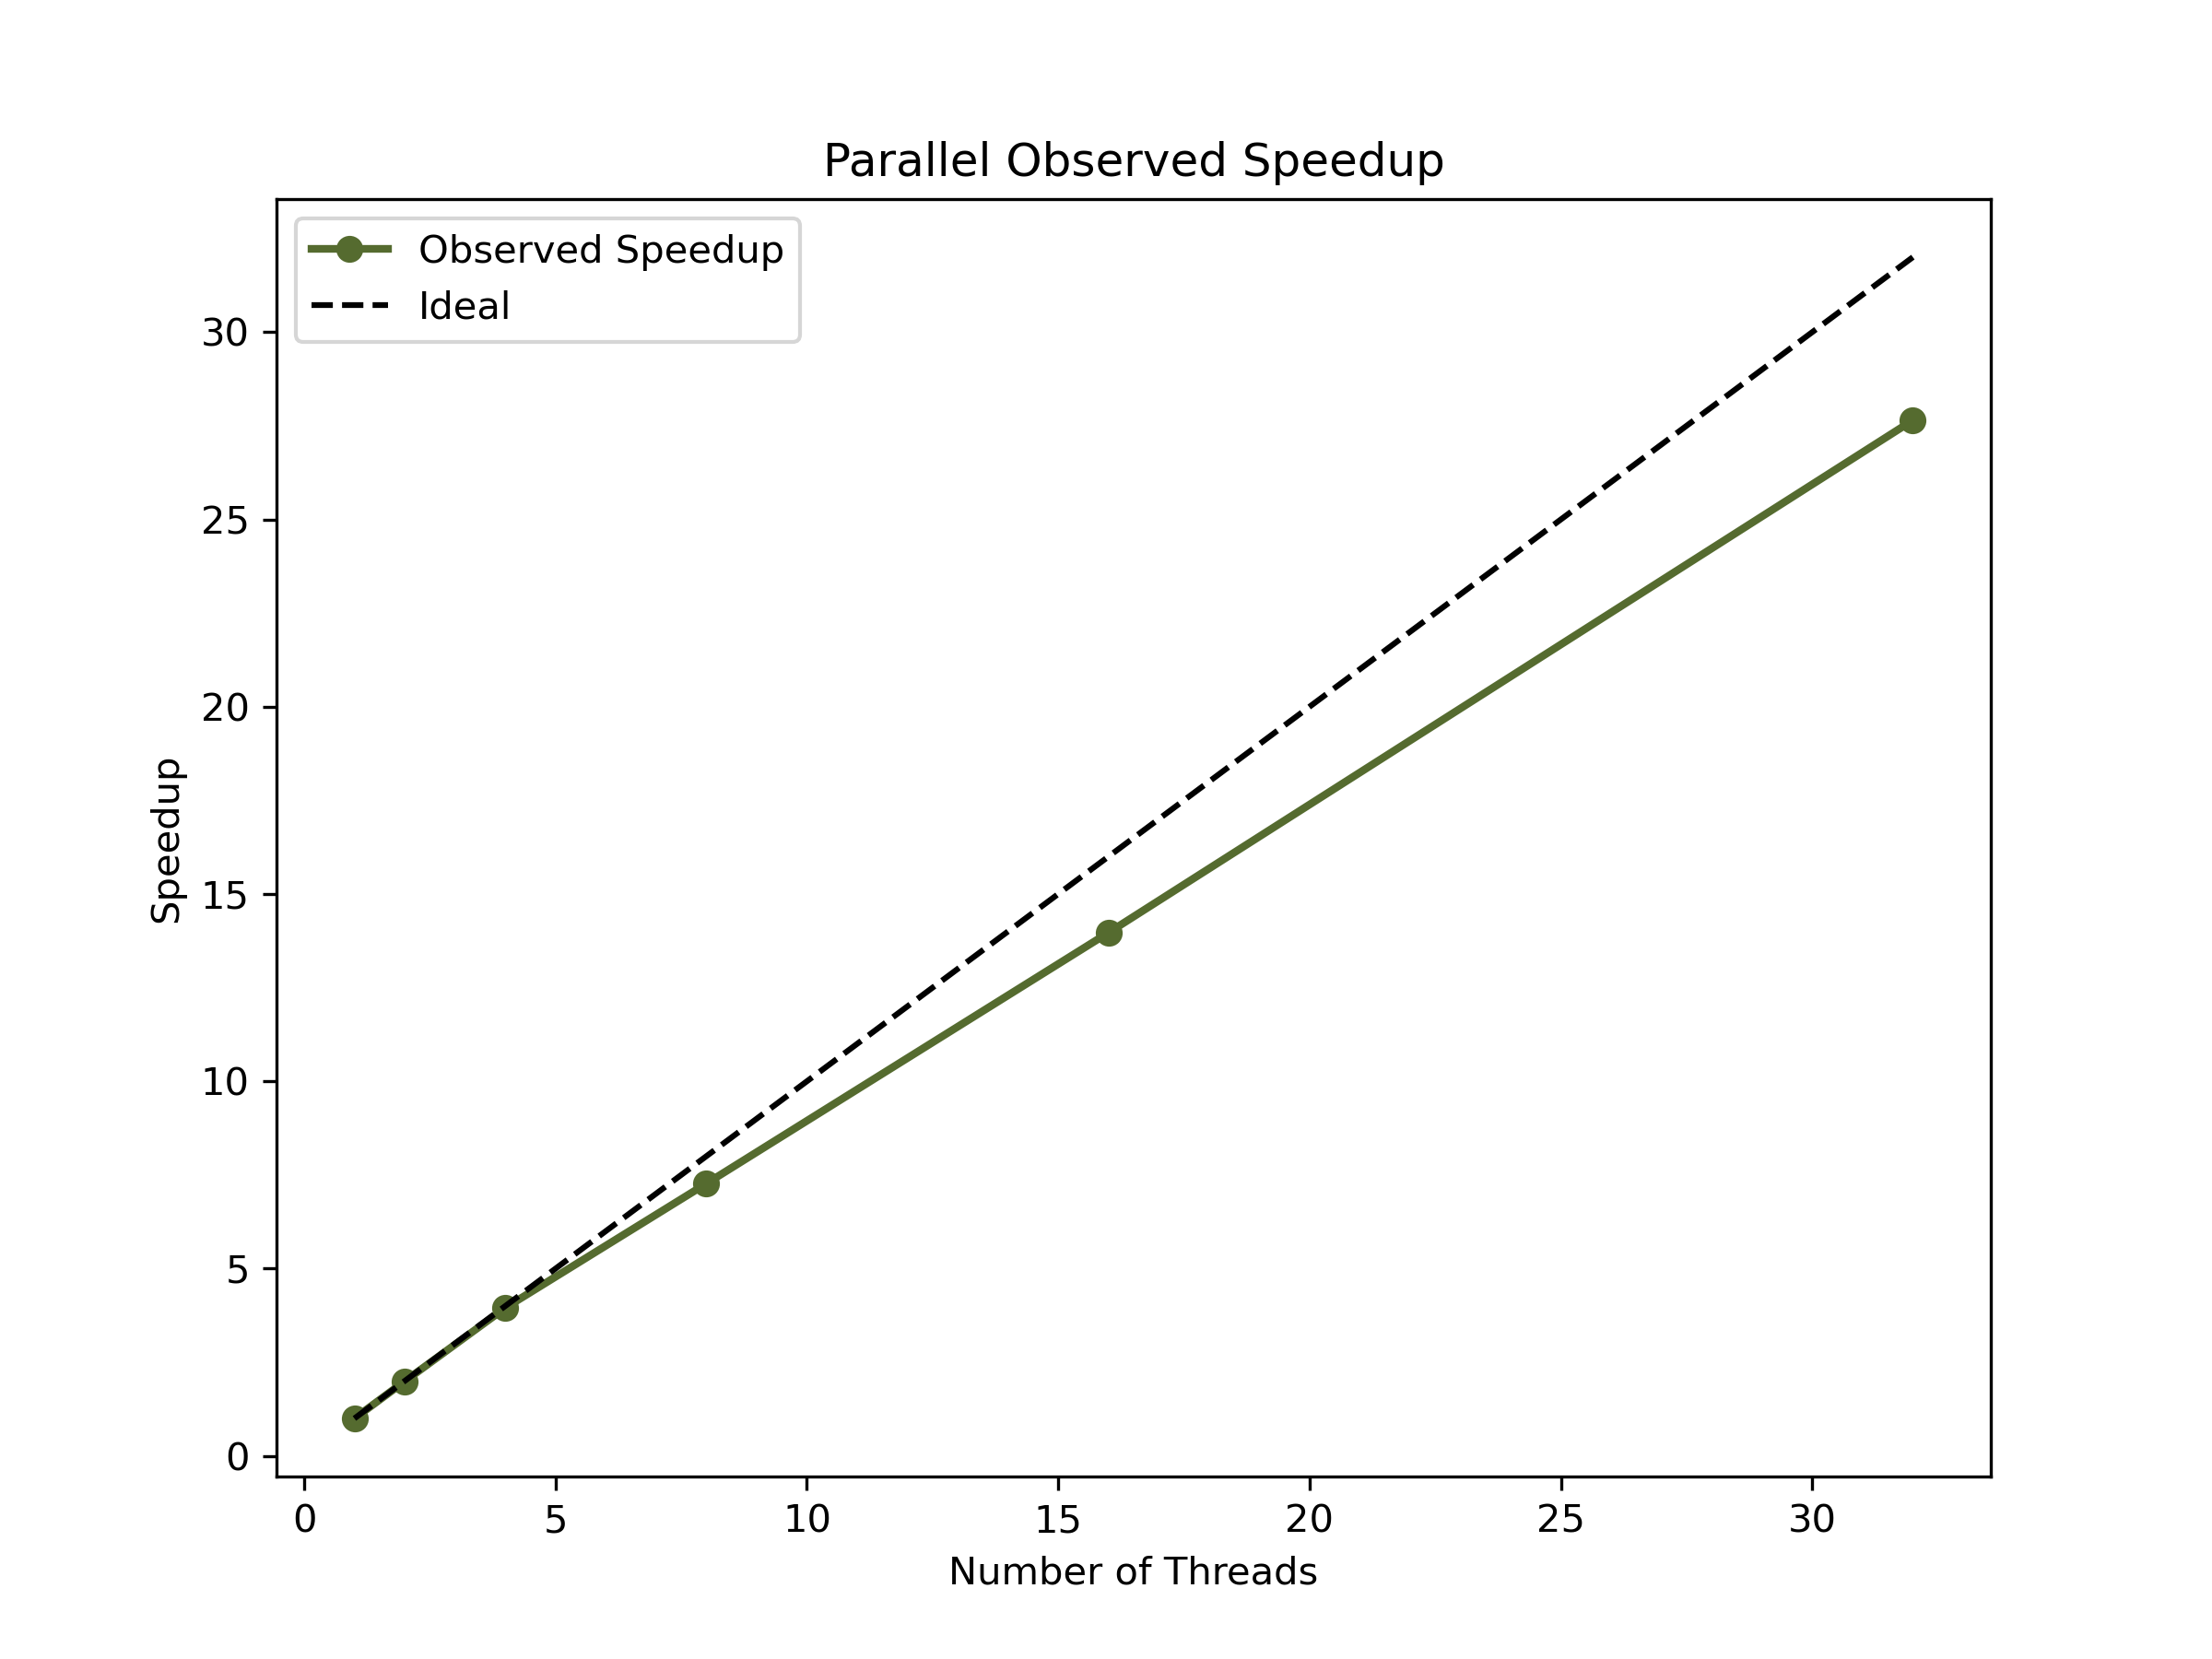 Parallel Observed Speedup
Observed Speedup
Ideal
30
25
20
15
10
5
0
Speedup
0 5 10 15 20 25 30
Number of Threads